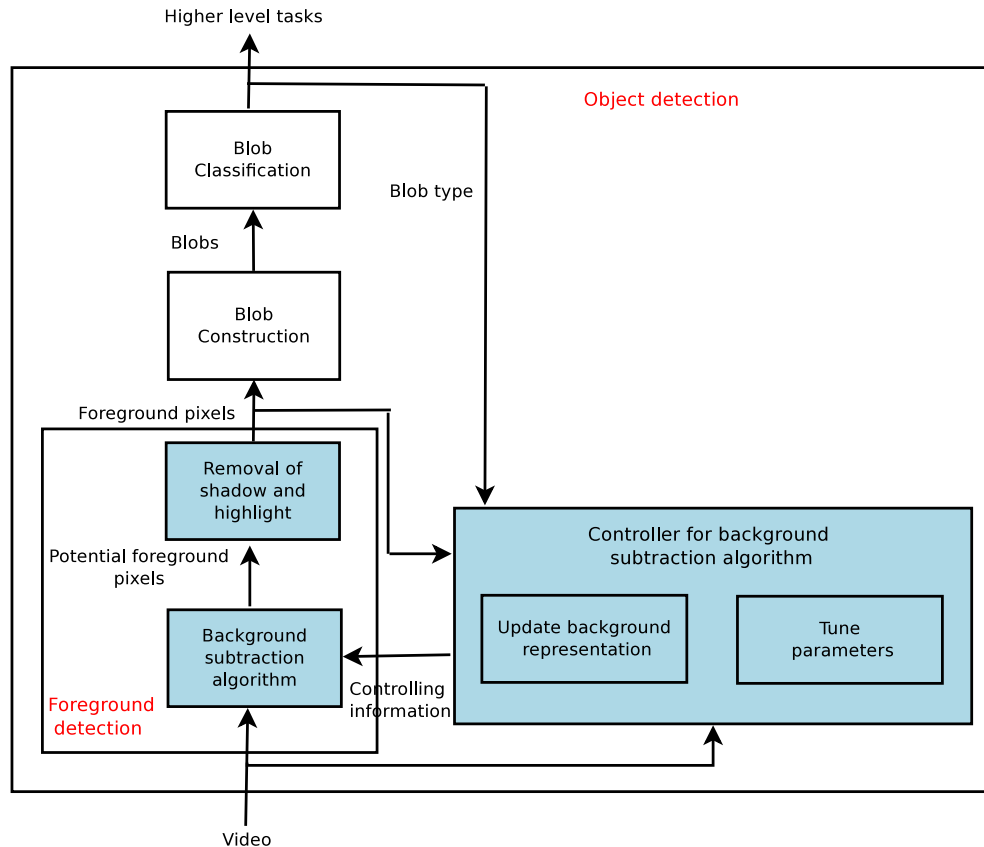 Higher level tasks
Object detection
Blob
Classification
Blob type
Blobs
Blob
Construction
Foreground pixels
Removal of
shadow and
highlight
Potential foreground
pixels
Controller for background
subtraction algorithm
Update background
representation
Tune
parameters
Background
subtraction
algorithm
Controlling
information
Foreground
detection
Video